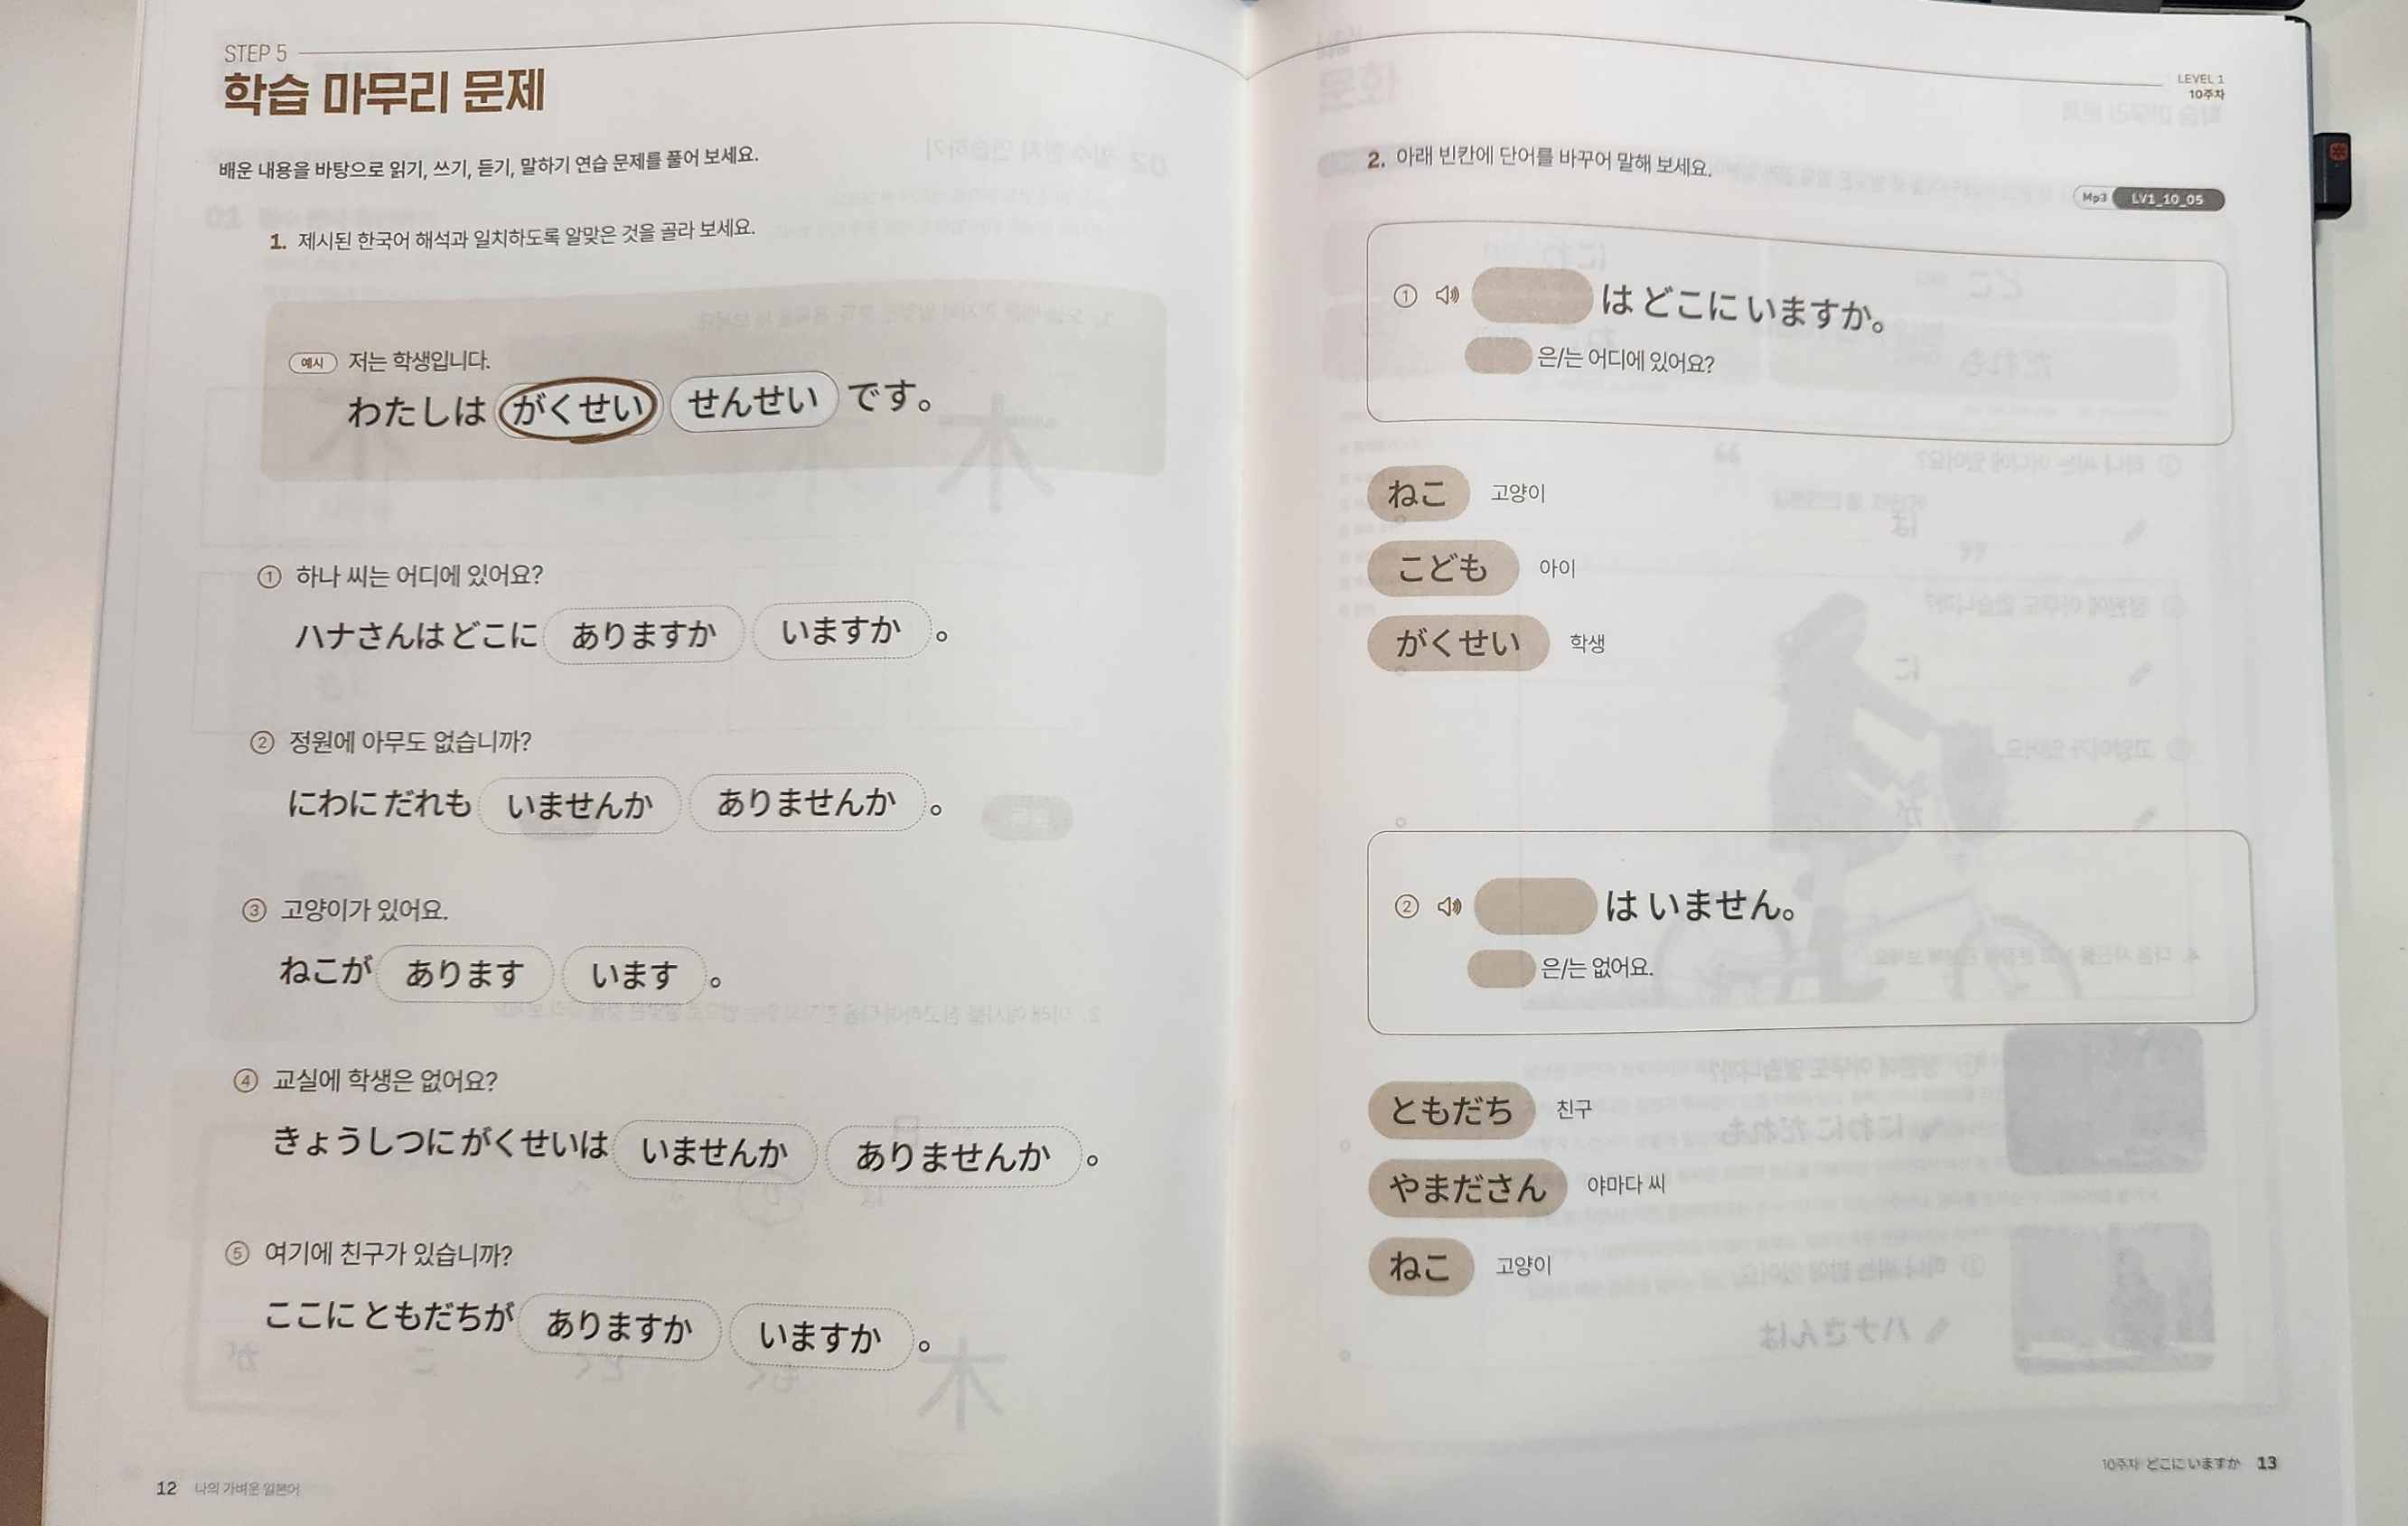 STEP 5
학습 마무리 문제
배운 내용을 바탕으로 읽기, 쓰기, 듣기, 말하기 연습 문제를 풀어 보세요.
1. 제시된 한국어 해석과 일치하도록 알맞은 것을 골라 보세요.
예시 저는 학생입니다.
わたしは がくせい せんせい です。
① 하나 씨는 어디에 있어요?
ハナさんは どこに ありますか いますか 。
② 정원에 아무도 없습니까?
にわに だれも いませんか ありませんか 。
③ 고양이가 있어요.
ねこが あります います 。
④ 교실에 학생은 없어요?
きょうしつに がくせいは いませんか ありませんか 。
⑤ 여기에 친구가 있습니까?
ここに ともだちが ありますか いますか 。
12 나의 가벼운 일본어
LEVEL 1
10주차
2. 아래 빈칸에 단어를 바꾸어 말해 보세요.
Mp3 LV1_10_05
① は どこに いますか。
은/는 어디에 있어요?
ねこ 고양이
こども 아이
がくせい 학생
② は いません。
은/는 없어요.
ともだち 친구
やまださん 야마다 씨
ねこ 고양이
10주차 どこに いますか 13